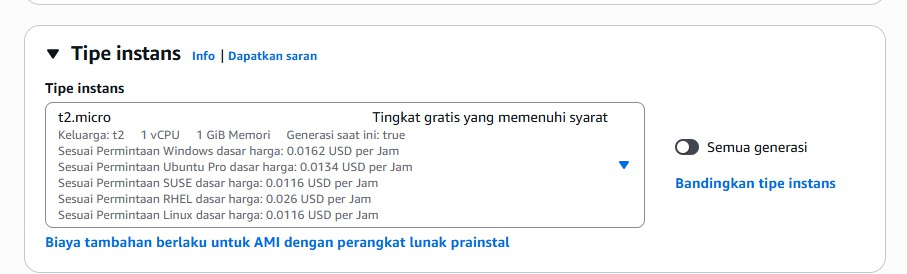 Tipe instans Info | Dapatkan saran
Tipe instans
t2.micro Tingkat gratis yang memenuhi syarat
Keluarga: t2 1 vCPU 1 GiB Memori Generasi saat ini: true
Sesuai Permintaan Windows dasar harga: 0.0162 USD per Jam
Sesuai Permintaan Ubuntu Pro dasar harga: 0.0134 USD per Jam
Sesuai Permintaan SUSE dasar harga: 0.0116 USD per Jam
Sesuai Permintaan RHEL dasar harga: 0.026 USD per Jam
Sesuai Permintaan Linux dasar harga: 0.0116 USD per Jam
Semua generasi
Bandingkan tipe instans
Biaya tambahan berlaku untuk AMI dengan perangkat lunak prainstal